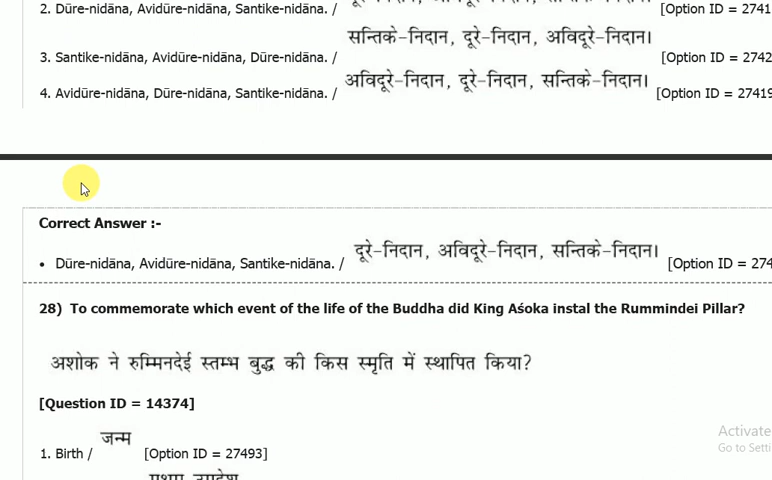 2. Dūre-nidāna, Avidūre-nidāna, Santike-nidāna. / [Option ID = 2741
3. Santike-nidāna, Avidūre-nidāna, Dūre-nidāna. / सन्तिके-निदान, दूरे-निदान, अविदूरे-निदान। [Option ID = 2742
4. Avidūre-nidāna, Dūre-nidāna, Santike-nidāna. / अविदूरे-निदान, दूरे-निदान, सन्तिके-निदान। [Option ID = 27419
Correct Answer :-
• Dūre-nidāna, Avidūre-nidāna, Santike-nidāna. / दूरे-निदान, अविदूरे-निदान, सन्तिके-निदान। [Option ID = 274
28) To commemorate which event of the life of the Buddha did King Aśoka instal the Rummindei Pillar?
अशोक ने रुम्मिनदेई स्तम्भ बुद्ध की किस स्मृति में स्थापित किया?
[Question ID = 14374]
1. Birth / जन्म [Option ID = 27493]
Activate
Go to Setti